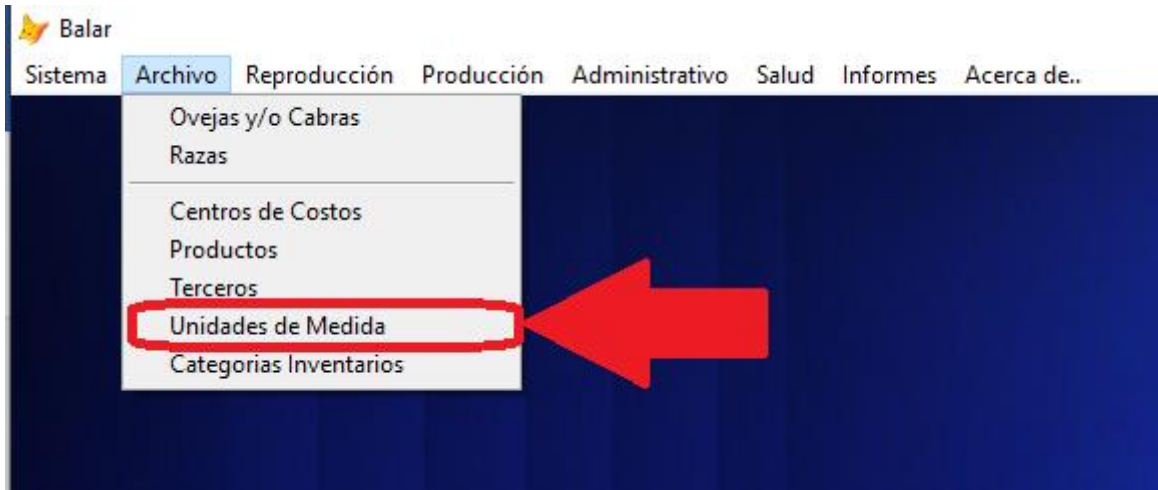 Balar
Sistema Archivo Reproducción Producción Administrativo Salud Informes Acerca de..
Ovejas y/o Cabras
Razas
Centros de Costos
Productos
Terceros
Unidades de Medida
Categorias Inventarios